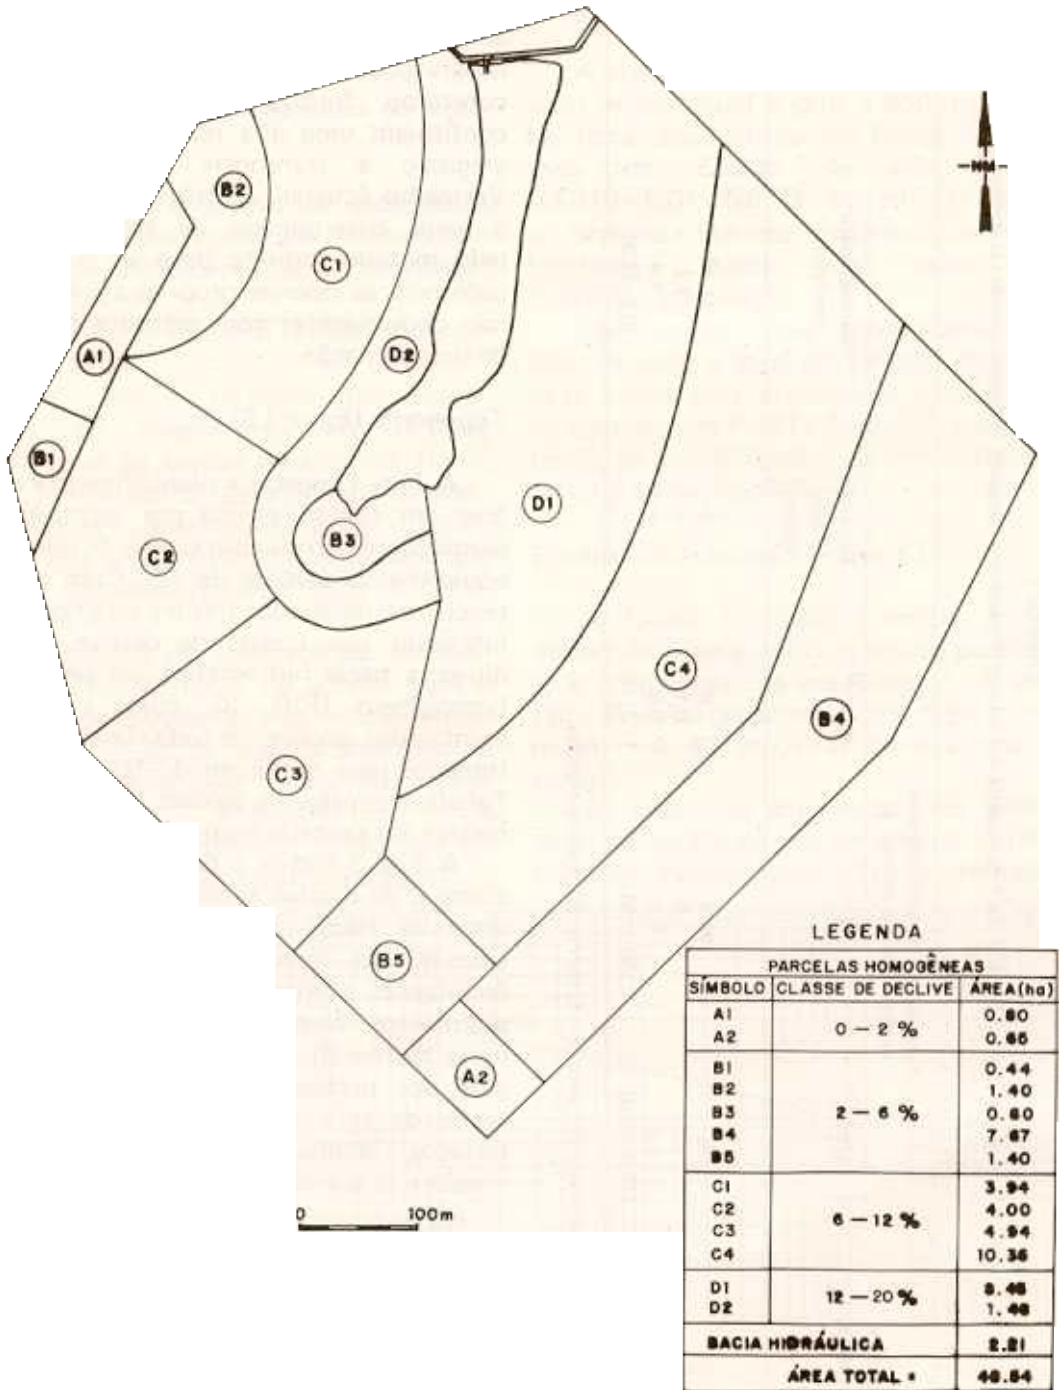 B2
C1
NM
A1
D2
B1
D1
B3
C2
C4
B4
C3
B5
A2
0 100m
LEGENDA
PARCELAS HOMOGÊNEAS
SÍMBOLO CLASSE DE DECLIVE ÁREA(ha)
A1 0 — 2 %
A2 0.65
B1 0.44
B2 1.40
B3 2 — 6 %
B4 7.67
B5 1.40
C1 3.94
C2 4.00
C3 6 — 12 % 4.94
C4 10.36
D1 12 — 20 %
D2
BACIA HIDRÁULICA 2.21
ÁREA TOTAL =